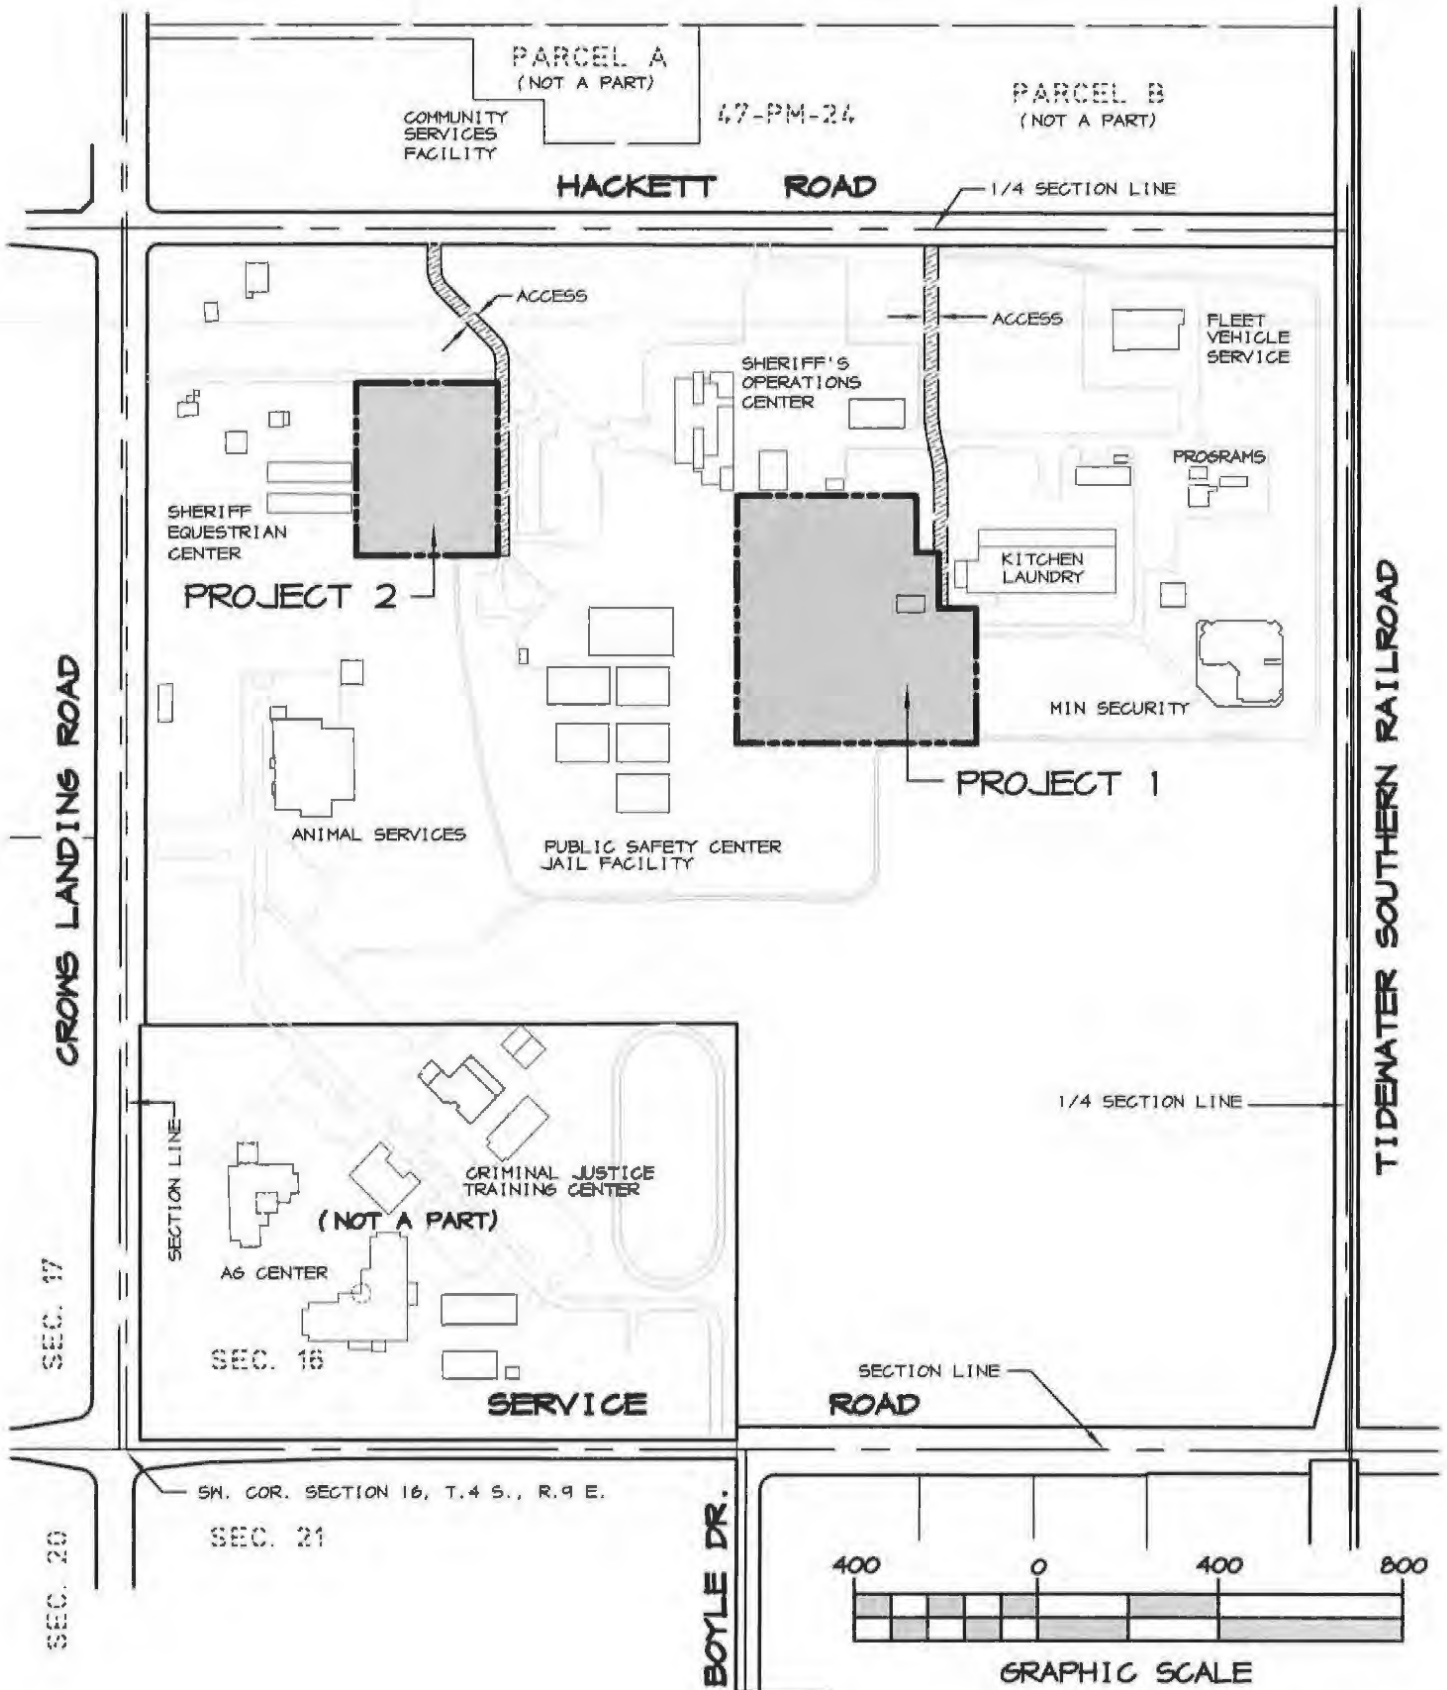 PARCEL A
(NOT A PART)
COMMUNITY
SERVICES
FACILITY
47-PM-24
PARCEL B
(NOT A PART)
HACKETT ROAD
1/4 SECTION LINE
ACCESS
ACCESS
FLEET
VEHICLE
SERVICE
SHERIFF'S
OPERATIONS
CENTER
PROGRAMS
SHERIFF
EQUESTRIAN
CENTER
KITCHEN
LAUNDRY
PROJECT 2
MIN SECURITY
PROJECT 1
ANIMAL SERVICES
PUBLIC SAFETY CENTER
JAIL FACILITY
CROWS LANDING ROAD
TIDEWATER SOUTHERN RAILROAD
1/4 SECTION LINE
SECTION LINE
CRIMINAL JUSTICE
TRAINING CENTER
(NOT A PART)
AG CENTER
SEC. 17
SEC. 16
SECTION LINE
SERVICE ROAD
SW. COR. SECTION 16, T.4 S., R.9 E.
SEC. 21
SEC. 20
BOYLE DR.
400 0 400 800
GRAPHIC SCALE